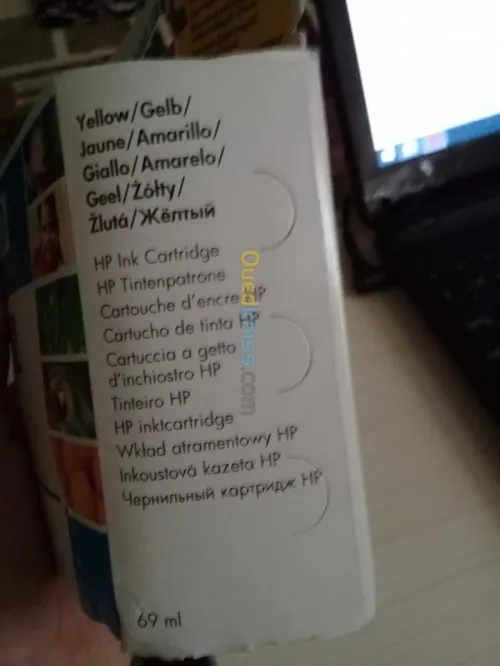 Yellow/Gelb/
Jaune/Amarillo/
Giallo/Amarelo/
Geel/Żółty/
Žlutá/Жёлтый
HP Ink Cartridge
HP Tintenpatrone
Cartouche d'encre HP
Cartucho de tinta HP
Cartuccia a getto
d'inchiostro HP
Tinteiro HP
HP inktcartridge
Wkład atramentowy HP
Inkoustová kazeta HP
Чернильный картридж HP
69 ml
Ouedkniss.com